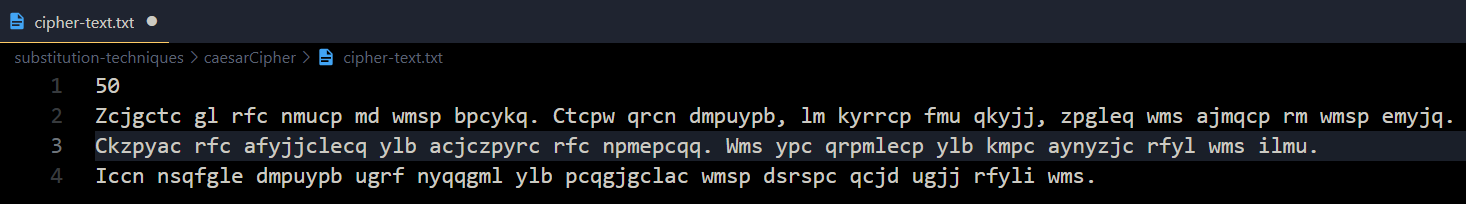 cipher-text.txt
substitution-techniques > caesarCipher > cipher-text.txt
1 50
2 Zcjgctc gl rfc nmucp md wmsp bpcykq. Ctcpw qrcn dmpuypb, lm kyrrcp fmu qkyjj, zpgleq wms ajmqcp rm wmsp emyjq.
3 Ckzpyac rfc afyjjclecq ylb acjczpyrc rfc npmepcqq. Wms ypc qrpmlecp ylb kmpc aynyzjc rfyl wms ilmu.
4 Iccn nsqfgle dmpuypb ugrf nyqqgml ylb pcqgjgclac wmsp dsrspc qcjd ugjj rfyli wms.